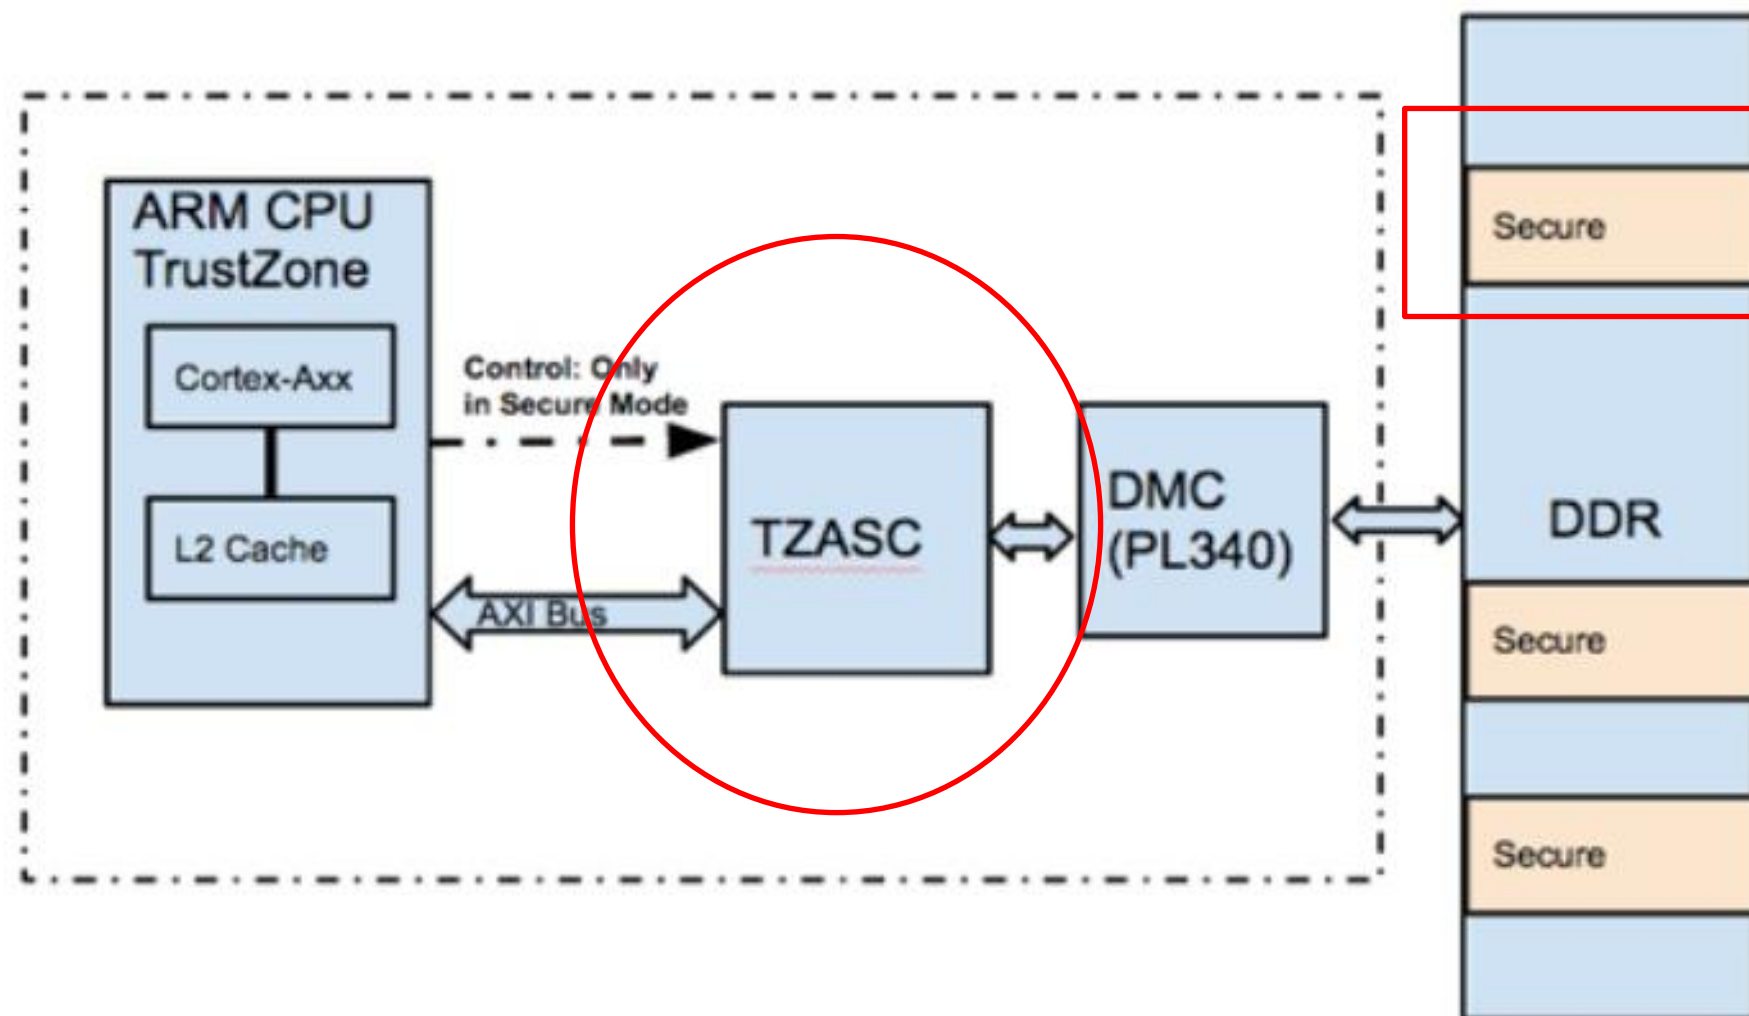 ARM CPU
TrustZone
Cortex-Axx
L2 Cache
Control: Only
in Secure Mode
AXI Bus
TZASC
DMC
(PL340)
Secure
DDR
Secure
Secure